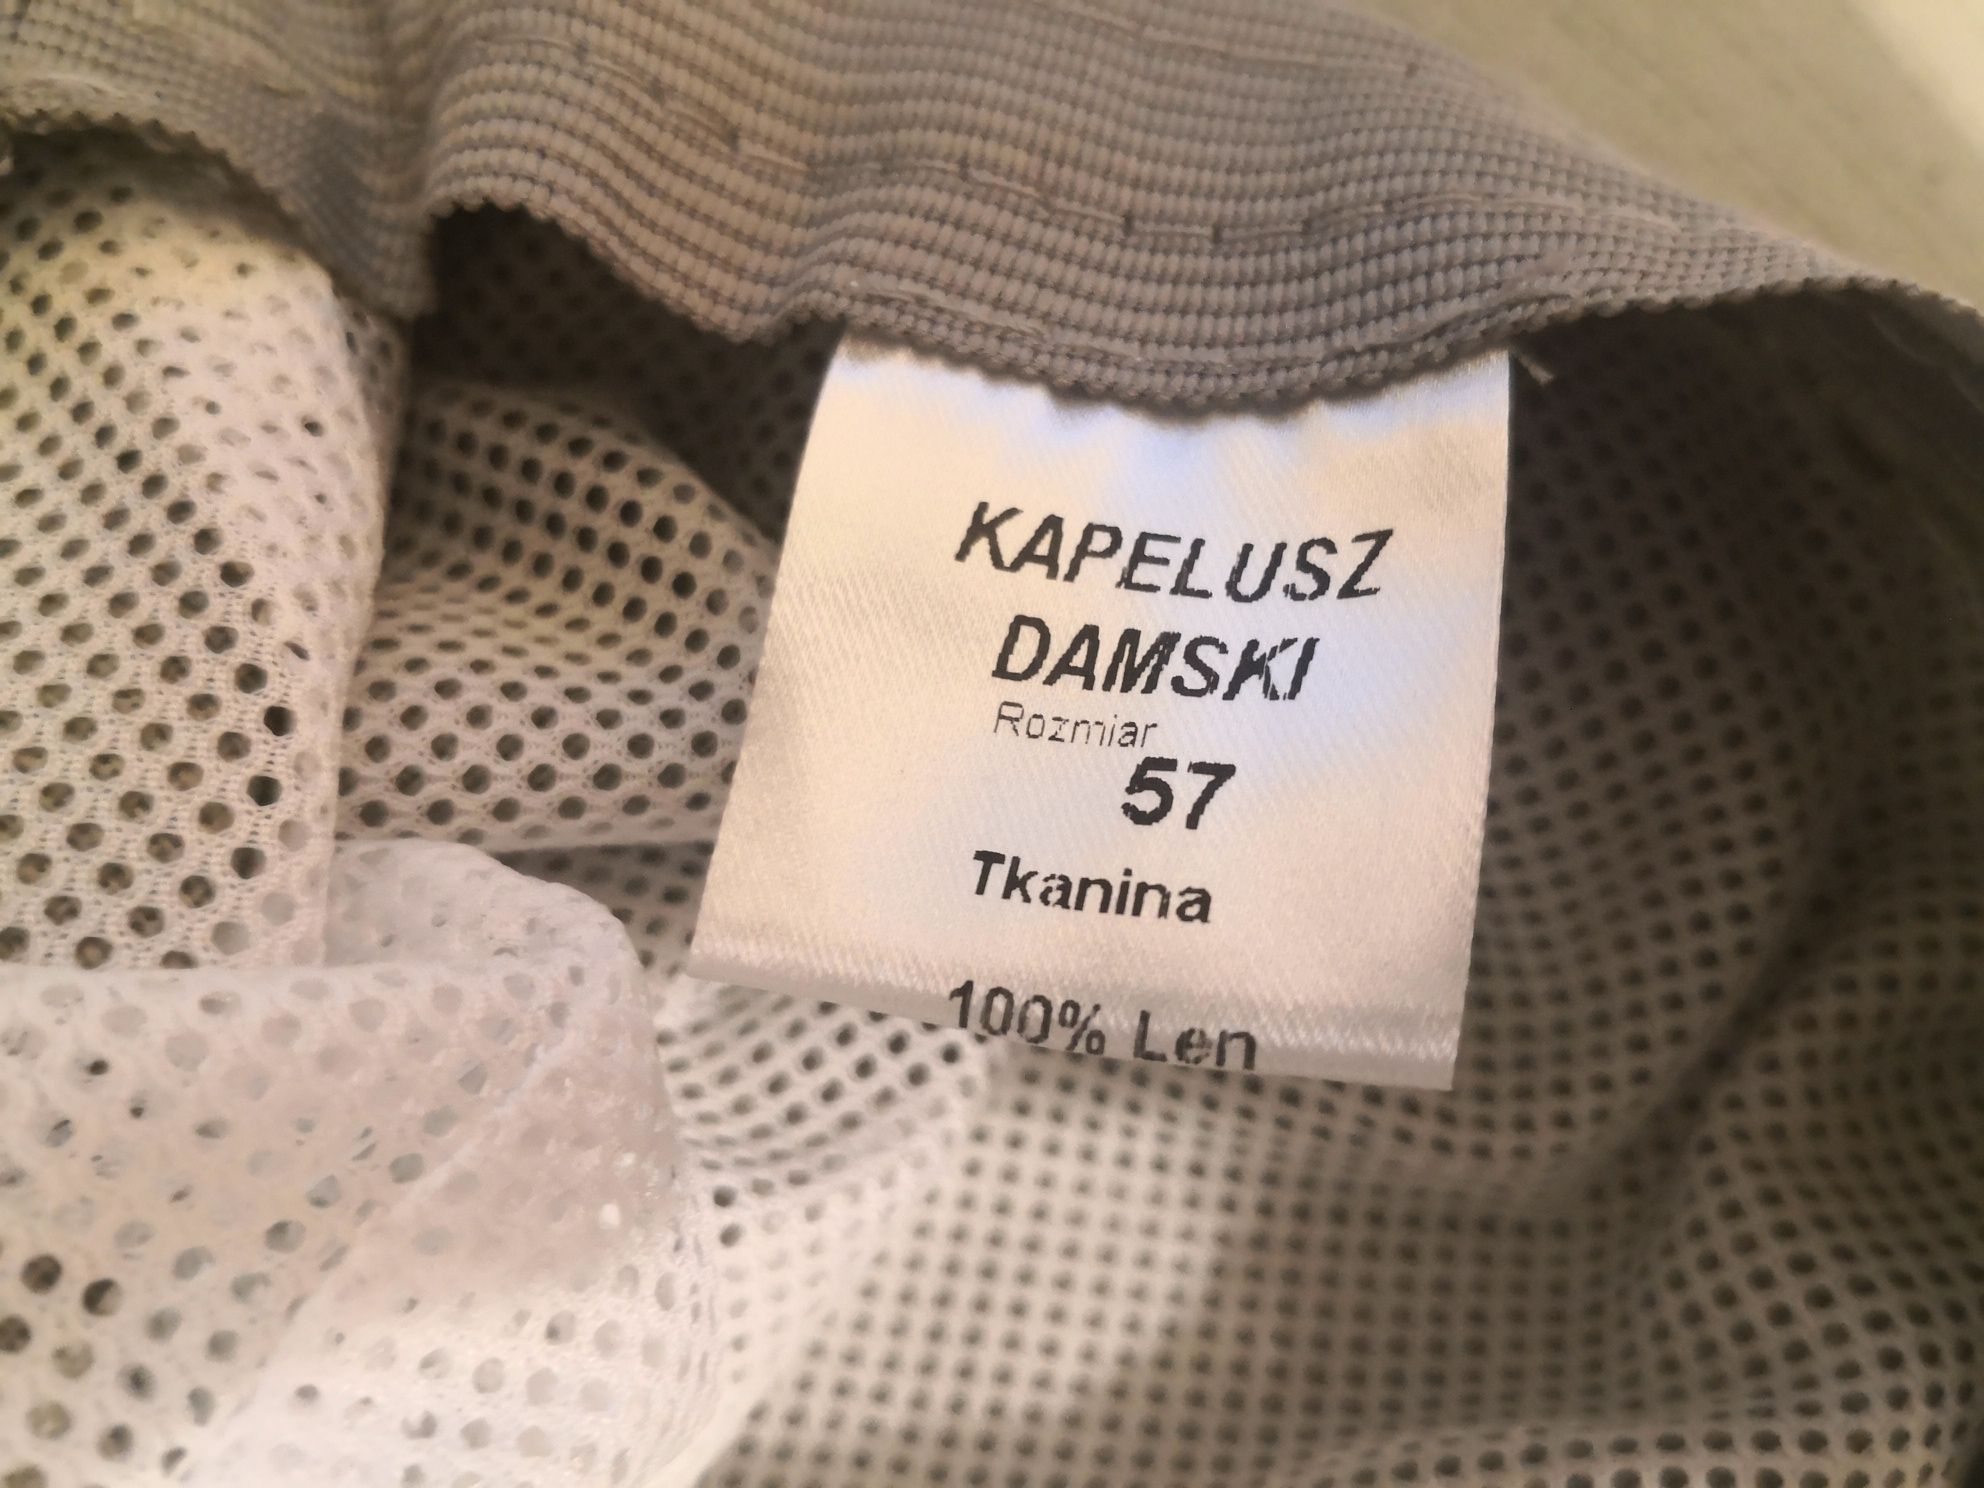 KAPELUSZ
DAMSKI
Rozmiar
57
Tkanina
100% Len